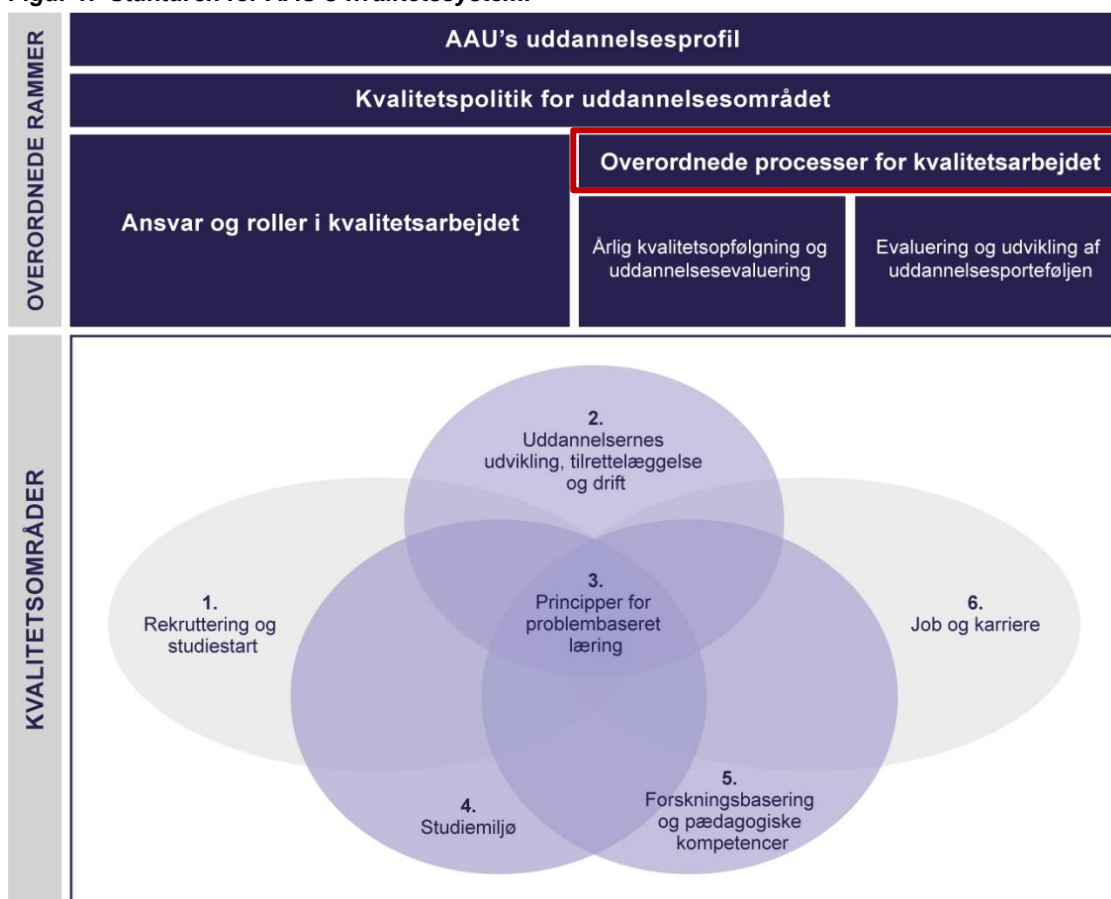 AAU's uddannelsesprofil
Kvalitetspolitik for uddannelsesområdet
OVERORDNEDE RAMMER
Ansvar og roller i kvalitetsarbejdet
Overordnede processer for kvalitetsarbejdet
Årlig kvalitetsopfølgning og
uddannelsesevaluering
Evaluering og udvikling af
uddannelsesporteføljen
KVALITETSOMRÅDER
1.
Rekruttering og
studiestart
2.
Uddannelsernes
udvikling, tilrettelæggelse
og drift
3.
Principper for
problembaseret
læring
4.
Studiemiljø
5.
Forskningsbasering
og pædagogiske
kompetencer
6.
Job og karriere